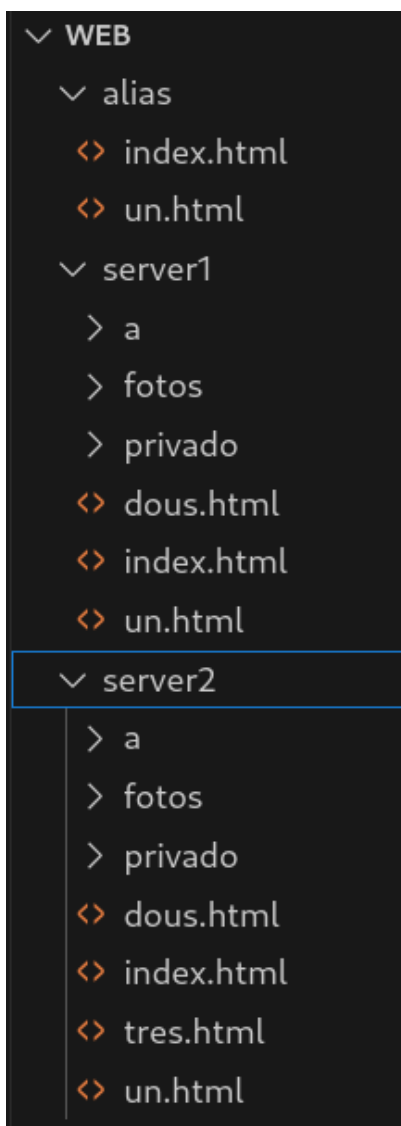 WEB
alias
index.html
un.html
server1
a
fotos
privado
dous.html
index.html
un.html
server2
a
fotos
privado
dous.html
index.html
tres.html
un.html